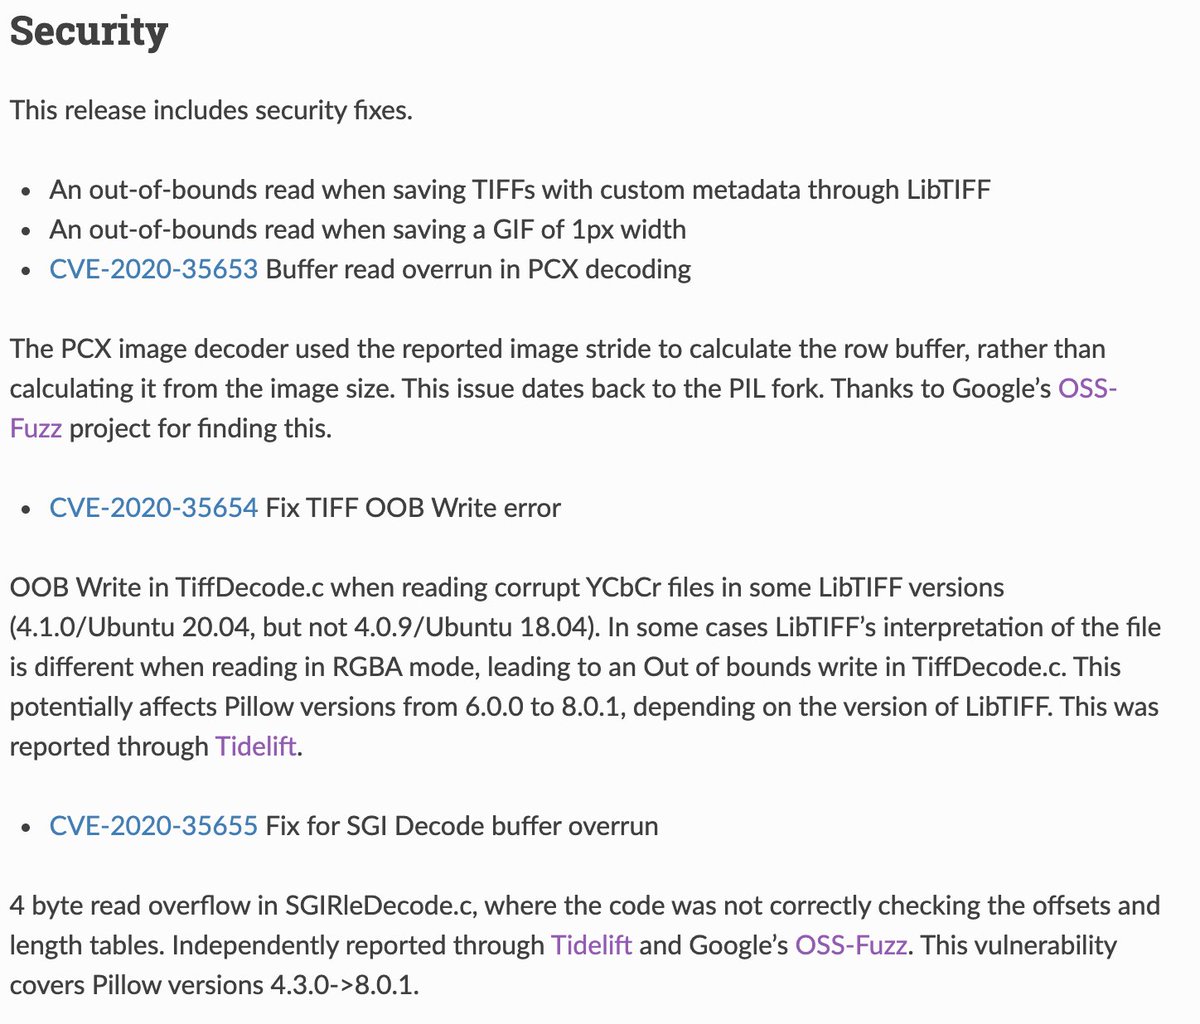 Security
This release includes security fixes.
• An out-of-bounds read when saving TIFFs with custom metadata through LibTIFF
• An out-of-bounds read when saving a GIF of 1px width
• CVE-2020-35653 Buffer read overrun in PCX decoding
The PCX image decoder used the reported image stride to calculate the row buffer, rather than
calculating it from the image size. This issue dates back to the PIL fork. Thanks to Google’s OSS-
Fuzz project for finding this.
• CVE-2020-35654 Fix TIFF OOB Write error
OOB Write in TiffDecode.c when reading corrupt YCbCr files in some LibTIFF versions
(4.1.0/Ubuntu 20.04, but not 4.0.9/Ubuntu 18.04). In some cases LibTIFF’s interpretation of the file
is different when reading in RGBA mode, leading to an Out of bounds write in TiffDecode.c. This
potentially affects Pillow versions from 6.0.0 to 8.0.1, depending on the version of LibTIFF. This was
reported through Tidelift.
• CVE-2020-35655 Fix for SGI Decode buffer overrun
4 byte read overflow in SGIRleDecode.c, where the code was not correctly checking the offsets and
length tables. Independently reported through Tidelift and Google’s OSS-Fuzz. This vulnerability
covers Pillow versions 4.3.0->8.0.1.